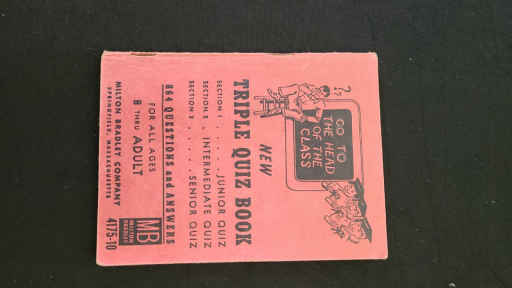 ?
GO TO
THE HEAD
OF THE
CLASS
NEW
TRIPLE QUIZ BOOK
SECTION 1 . . . . . JUNIOR QUIZ
SECTION 2 . INTERMEDIATE QUIZ
SECTION 3 . . . . . SENIOR QUIZ
864 QUESTIONS and ANSWERS
FOR ALL AGES
8 THRU ADULT
MILTON BRADLEY COMPANY
SPRINGFIELD, MASSACHUSETTS
MB
MILTON
BRADLEY
4175-10